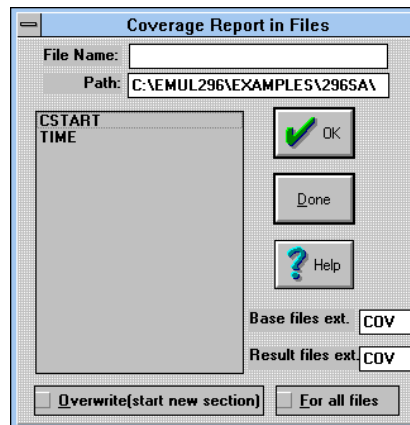 Coverage Report in Files
File Name:
Path: C:\EMUL296\EXAMPLES\296SA\
CSTART
TIME
OK
Done
Help
Base files ext. COV
Result files ext. COV
Overwrite(start new section)
For all files